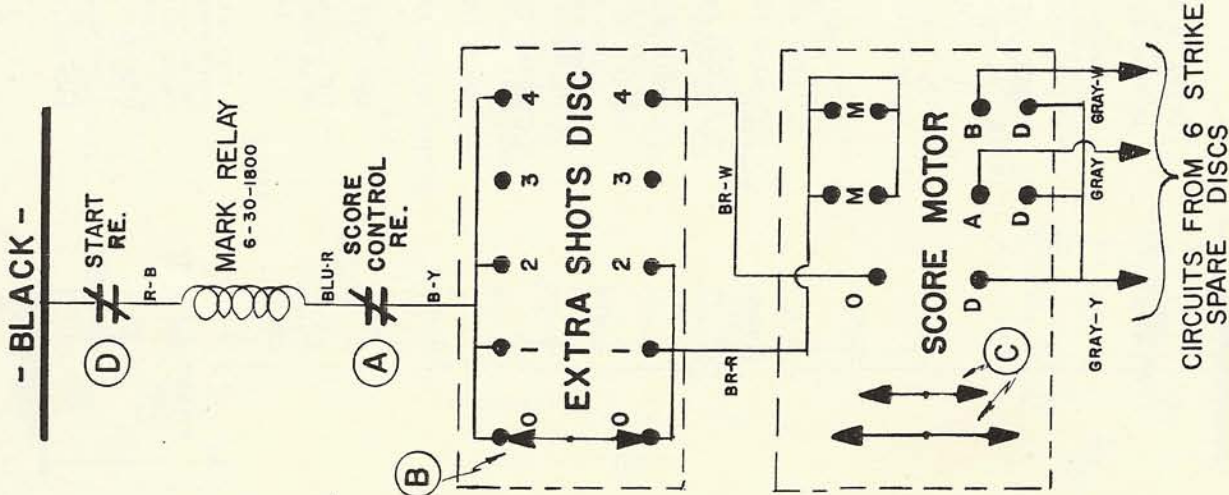 - BLACK -
D
START
RE.
R-B
MARK RELAY
6-30-1800
BLU-R
A
SCORE
CONTROL
RE.
B-Y
B
0 1 2 3 4
EXTRA SHOTS DISC
0 1 2 3 4
BR-R
BR-W
M M
O
SCORE MOTOR
C
D A B
D D
GRAY-Y
GRAY
GRAY-W
CIRCUITS FROM 6 STRIKE
SPARE DISCS